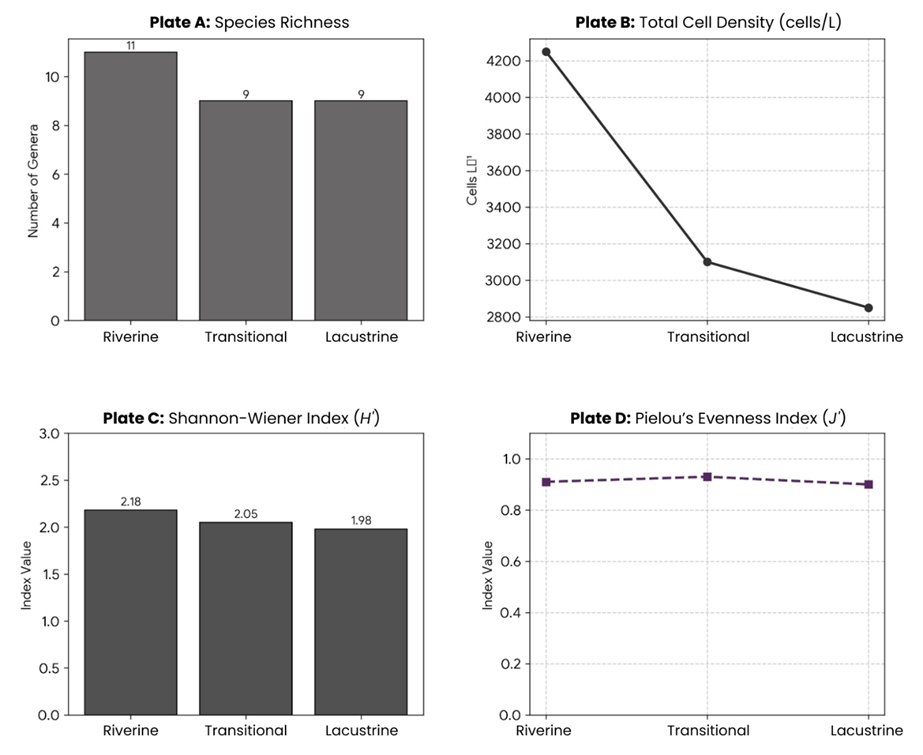 Plate A: Species Richness
Number of Genera
10
8
6
4
2
0
11
9
9
Riverine Transitional Lacustrine
Plate B: Total Cell Density (cells/L)
Cells L▯¹
4200
4000
3800
3600
3400
3200
3000
2800
Riverine Transitional Lacustrine
Plate C: Shannon-Wiener Index (H′)
Index Value
3.0
2.5
2.0
1.5
1.0
0.5
0.0
2.18
2.05
1.98
Riverine Transitional Lacustrine
Plate D: Pielou’s Evenness Index (J′)
Index Value
1.0
0.8
0.6
0.4
0.2
0.0
Riverine Transitional Lacustrine